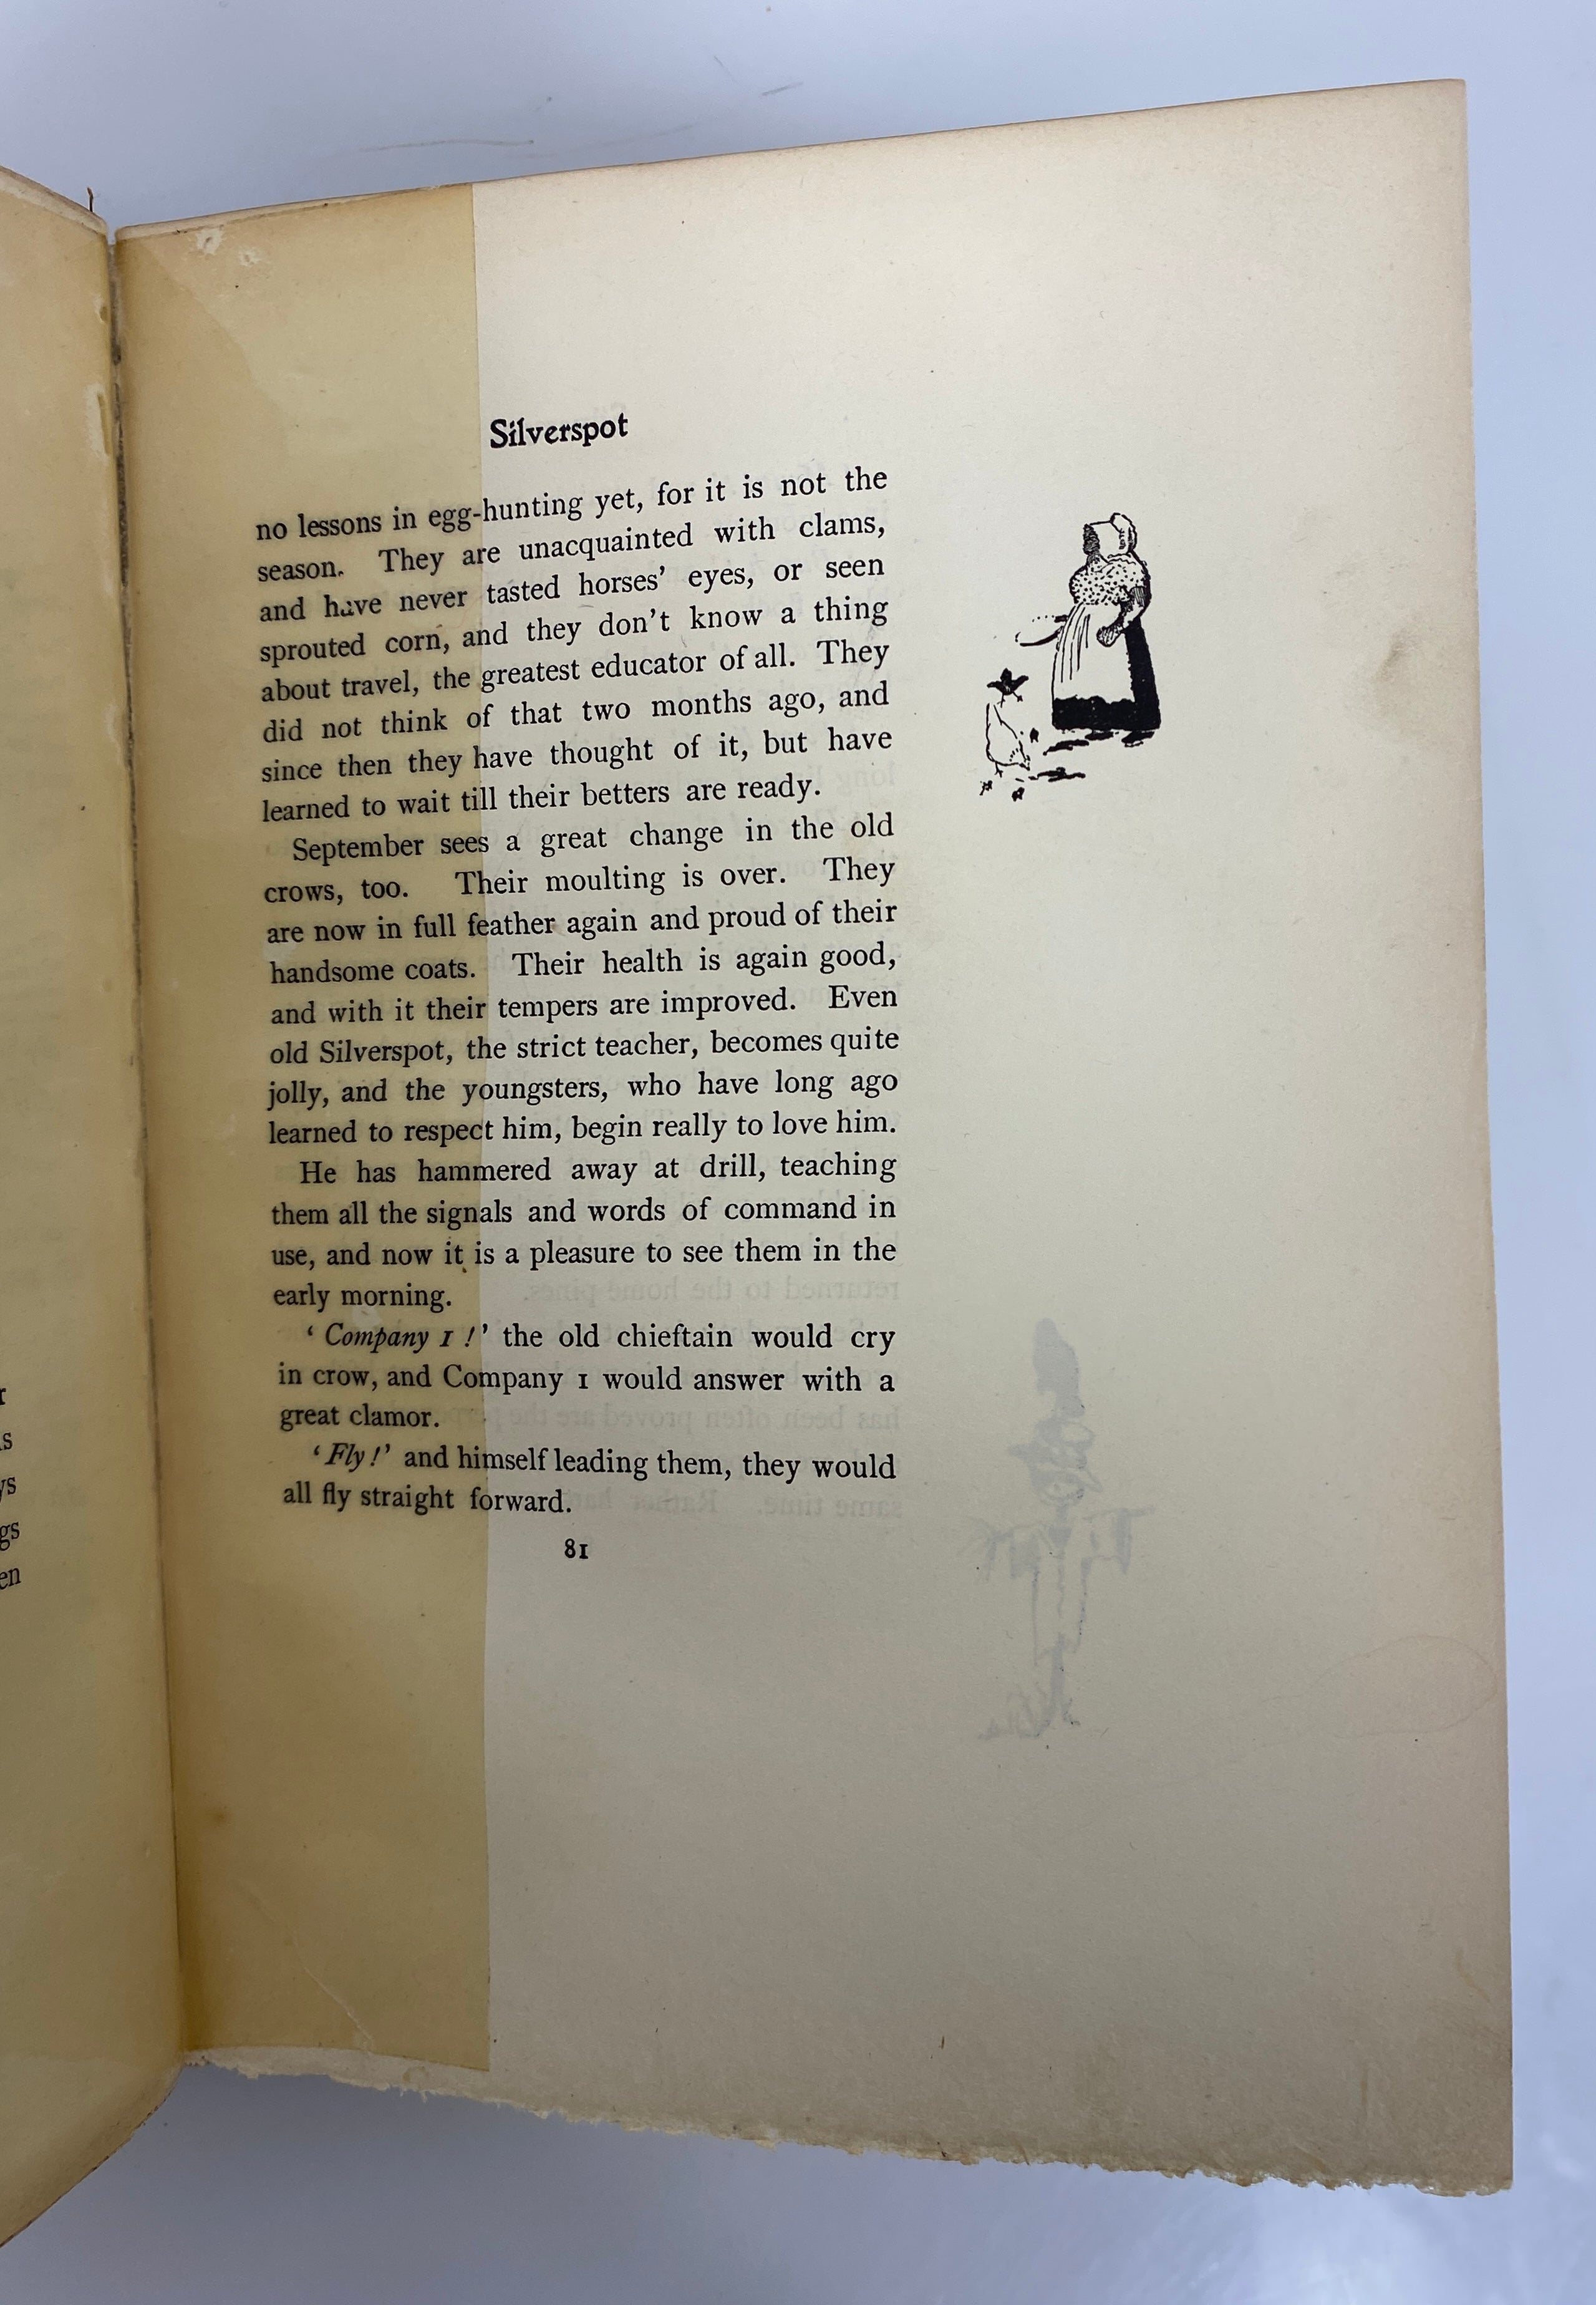 Silverspot
no lessons in egg-hunting yet, for it is not the
season. They are unacquainted with clams,
and have never tasted horses' eyes, or seen
sprouted corn, and they don't know a thing
about travel, the greatest educator of all. They
did not think of that two months ago, and
since then they have thought of it, but have
learned to wait till their betters are ready.
September sees a great change in the old
crows, too. Their moulting is over. They
are now in full feather again and proud of their
handsome coats. Their health is again good,
and with it their tempers are improved. Even
old Silverspot, the strict teacher, becomes quite
jolly, and the youngsters, who have long ago
learned to respect him, begin really to love him.
He has hammered away at drill, teaching
them all the signals and words of command in
use, and now it is a pleasure to see them in the
early morning.
‘Company 1!’ the old chieftain would cry
in crow, and Company 1 would answer with a
great clamor.
‘Fly!’ and himself leading them, they would
all fly straight forward.
81